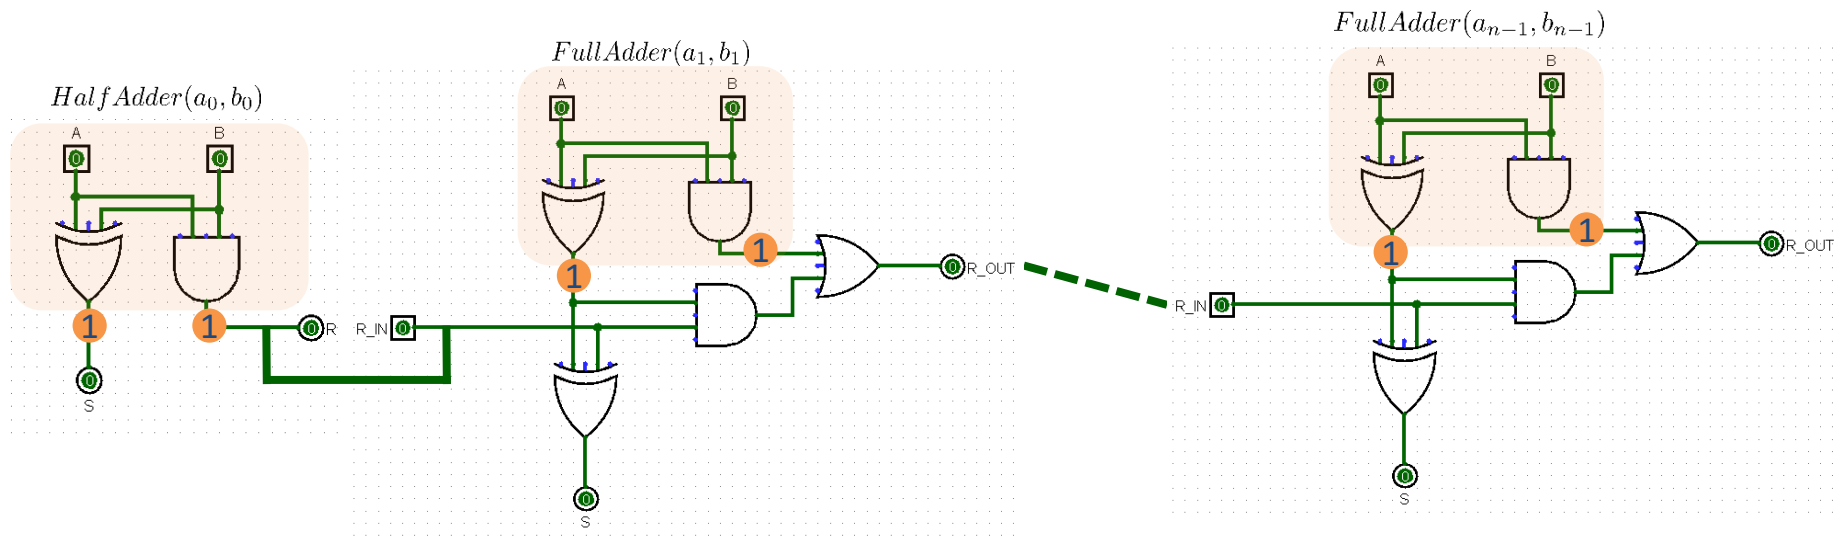 HalfAdder(a₀, b₀)
A B
0 0
1 1
0 R
0
S
FullAdder(a₁, b₁)
A B
0 0
1
1
0 R_OUT
R_IN 0
0
S
FullAdder(aₙ₋₁, bₙ₋₁)
A B
0 0
1
1
0 R_OUT
R_IN 0
0
S